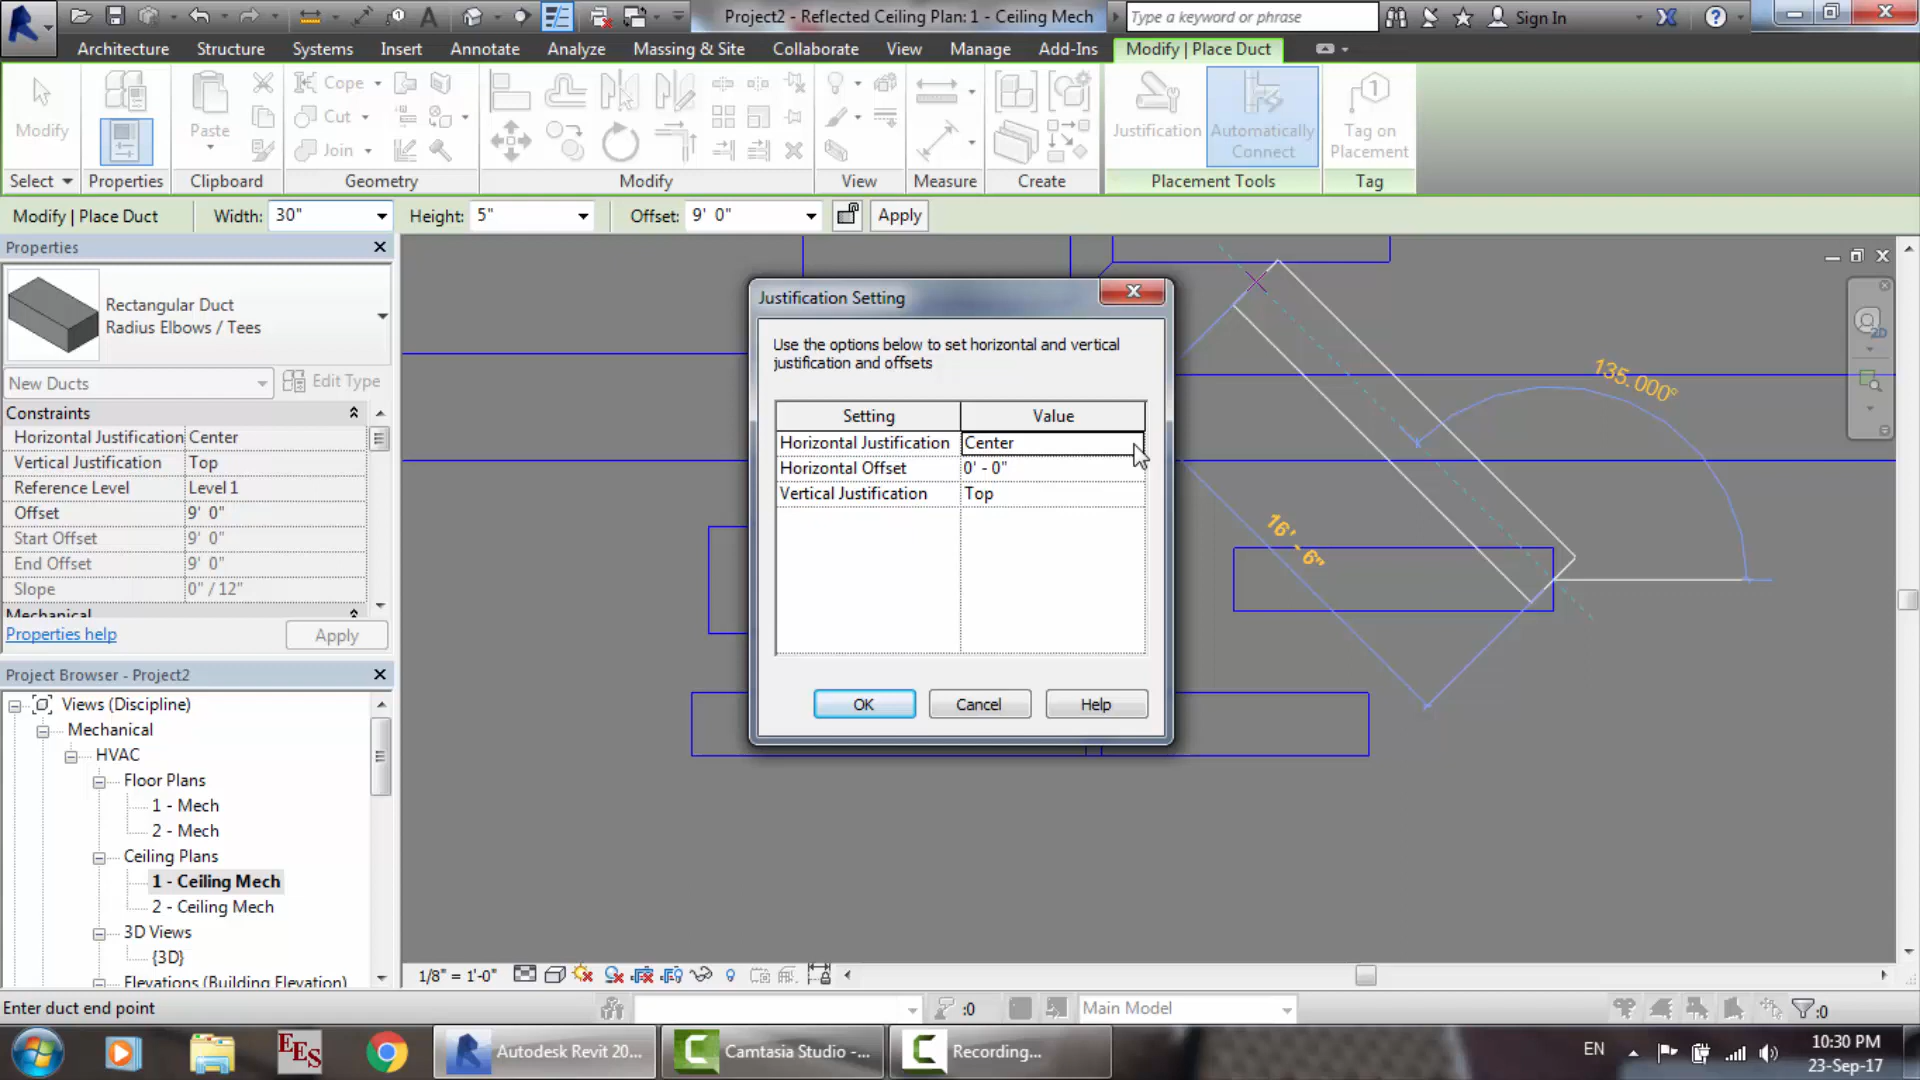 Project2 - Reflected Ceiling Plan: 1 - Ceiling Mech
Type a keyword or phrase
Sign In
Architecture Structure Systems Insert Annotate Analyze Massing & Site Collaborate View Manage Add-Ins Modify | Place Duct
Cope
Cut
Join
Modify
Paste
Justification
Automatically Connect
Tag on Placement
Select Properties Clipboard Geometry Modify View Measure Create Placement Tools Tag
Modify | Place Duct Width: 30" Height: 5" Offset: 9' 0" Apply
Properties
Rectangular Duct
Radius Elbows / Tees
New Ducts Edit Type
Constraints
Horizontal Justification Center
Vertical Justification Top
Reference Level Level 1
Offset 9' 0"
Start Offset 9' 0"
End Offset 9' 0"
Slope 0" / 12"
Mechanical
Properties help Apply
Project Browser - Project2
Views (Discipline)
Mechanical
HVAC
Floor Plans
1 - Mech
2 - Mech
Ceiling Plans
1 - Ceiling Mech
2 - Ceiling Mech
3D Views
{3D}
Elevations (Building Elevation)
Justification Setting
Use the options below to set horizontal and vertical
justification and offsets
Setting Value
Horizontal Justification Center
Horizontal Offset 0' - 0"
Vertical Justification Top
OK Cancel Help
135.000°
16' - 6"
2D
1/8" = 1'-0"
Enter duct end point
:0
Main Model
:0
EES
Autodesk Revit 20...
Camtasia Studio -...
Recording...
EN
10:30 PM
23-Sep-17